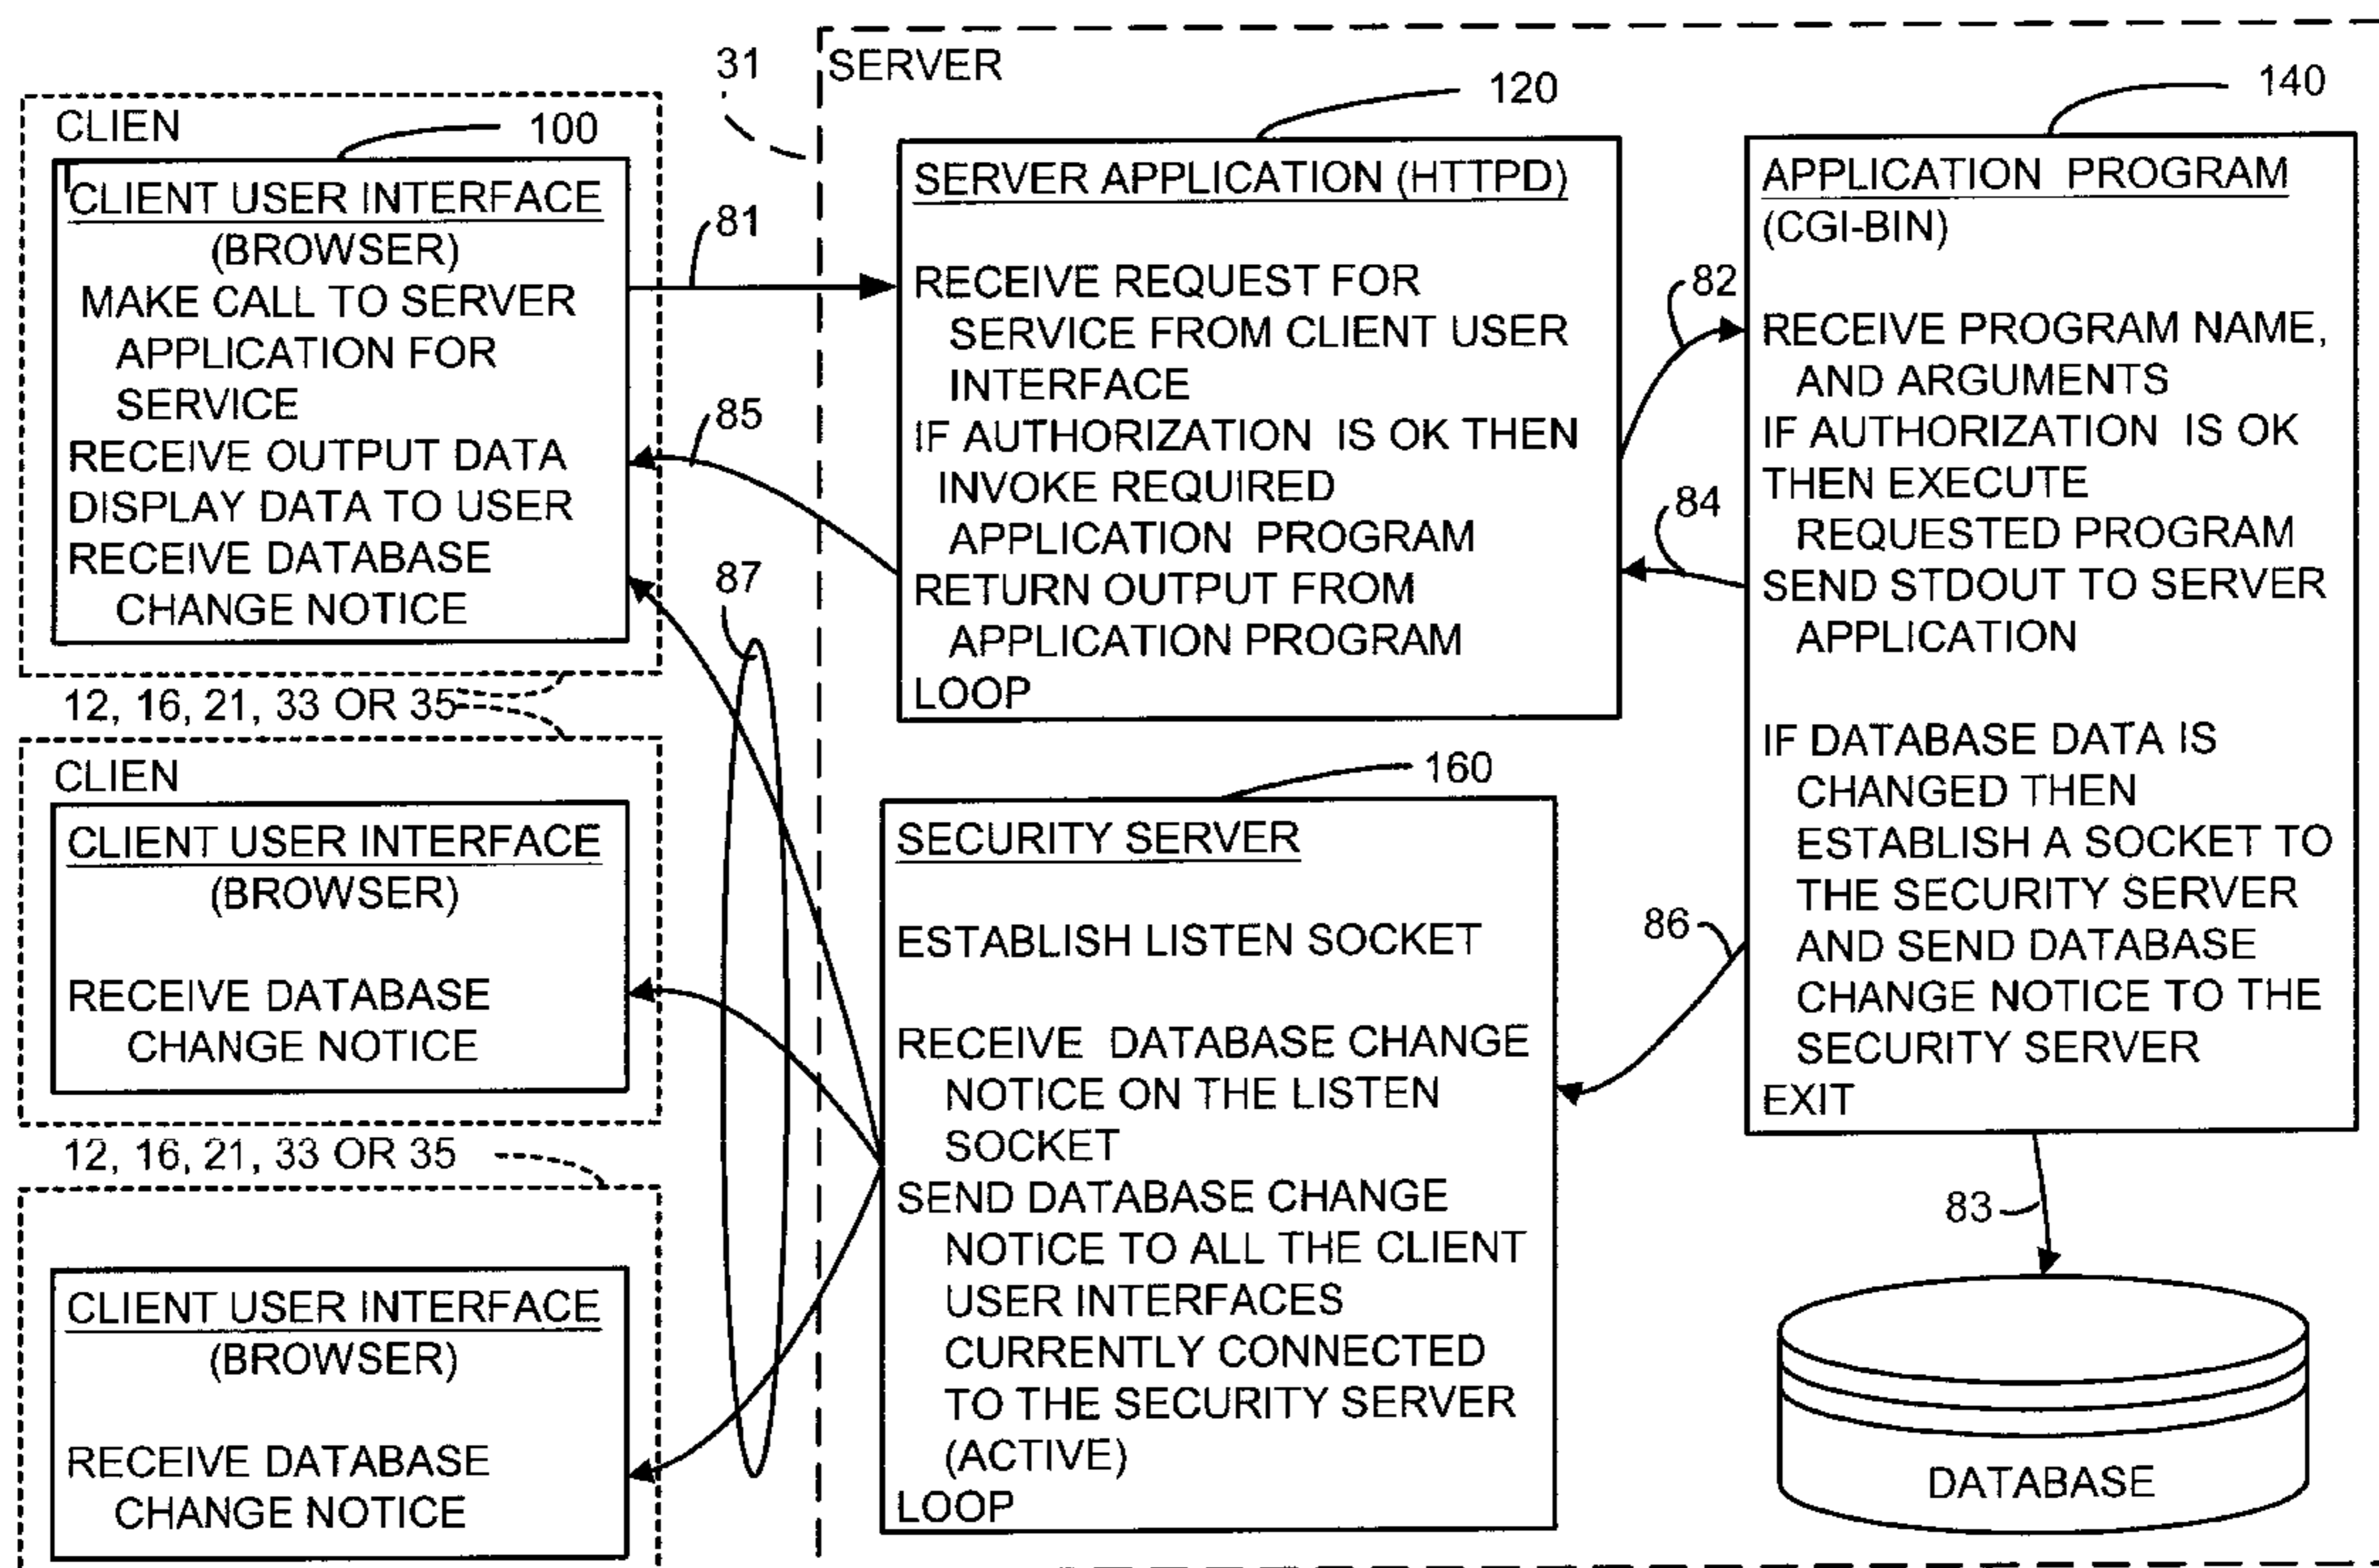 31
SERVER
CLIEN
100
CLIENT USER INTERFACE
(BROWSER)
MAKE CALL TO SERVER
APPLICATION FOR
SERVICE
RECEIVE OUTPUT DATA
DISPLAY DATA TO USER
RECEIVE DATABASE
CHANGE NOTICE
12, 16, 21, 33 OR 35
81
85
87
120
SERVER APPLICATION (HTTPD)
RECEIVE REQUEST FOR
SERVICE FROM CLIENT USER
INTERFACE
IF AUTHORIZATION IS OK THEN
INVOKE REQUIRED
APPLICATION PROGRAM
RETURN OUTPUT FROM
APPLICATION PROGRAM
LOOP
82
84
140
APPLICATION PROGRAM
(CGI-BIN)
RECEIVE PROGRAM NAME,
AND ARGUMENTS
IF AUTHORIZATION IS OK
THEN EXECUTE
REQUESTED PROGRAM
SEND STDOUT TO SERVER
APPLICATION
IF DATABASE DATA IS
CHANGED THEN
ESTABLISH A SOCKET TO
THE SECURITY SERVER
AND SEND DATABASE
CHANGE NOTICE TO THE
SECURITY SERVER
EXIT
CLIEN
CLIENT USER INTERFACE
(BROWSER)
RECEIVE DATABASE
CHANGE NOTICE
12, 16, 21, 33 OR 35
CLIENT USER INTERFACE
(BROWSER)
RECEIVE DATABASE
CHANGE NOTICE
160
SECURITY SERVER
ESTABLISH LISTEN SOCKET
RECEIVE DATABASE CHANGE
NOTICE ON THE LISTEN
SOCKET
SEND DATABASE CHANGE
NOTICE TO ALL THE CLIENT
USER INTERFACES
CURRENTLY CONNECTED
TO THE SECURITY SERVER
(ACTIVE)
LOOP
86
83
DATABASE